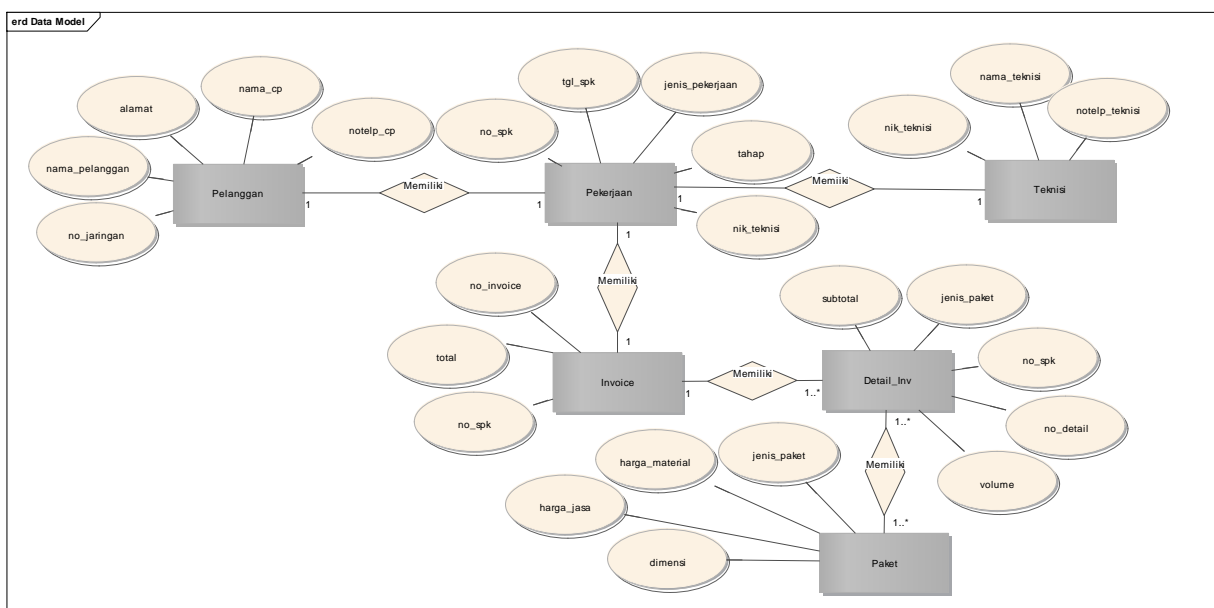 erd Data Model
nama_cp
alamat
notelp_cp
nama_pelanggan
no_jaringan
Pelanggan
1
Memiliki
tgl_spk
jenis_pekerjaan
no_spk
tahap
nik_teknisi
Pekerjaan
1
1
1
Memiiki
nama_teknisi
notelp_teknisi
nik_teknisi
Teknisi
1
Memiliki
1
no_invoice
total
no_spk
Invoice
1
Memiliki
1..*
subtotal
jenis_paket
no_spk
no_detail
volume
Detail_Inv
1..*
Memiliki
1..*
harga_material
jenis_paket
harga_jasa
dimensi
Paket